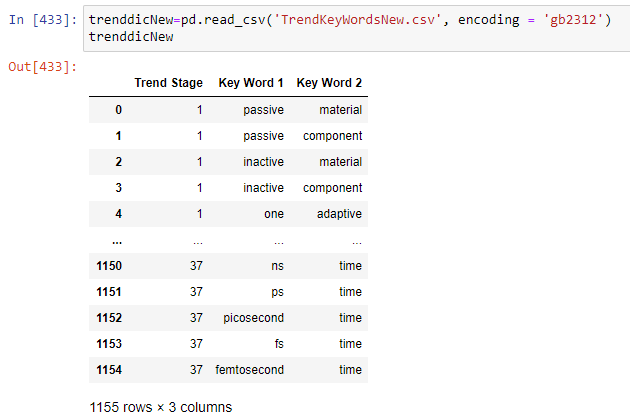 In [433]: trenddicNew=pd.read_csv('TrendKeyWordsNew.csv', encoding = 'gb2312')
trenddicNew
Out[433]:
Trend Stage Key Word 1 Key Word 2
0 1 passive material
1 1 passive component
2 1 inactive material
3 1 inactive component
4 1 one adaptive
... ... ... ...
1150 37 ns time
1151 37 ps time
1152 37 picosecond time
1153 37 fs time
1154 37 femtosecond time
1155 rows × 3 columns